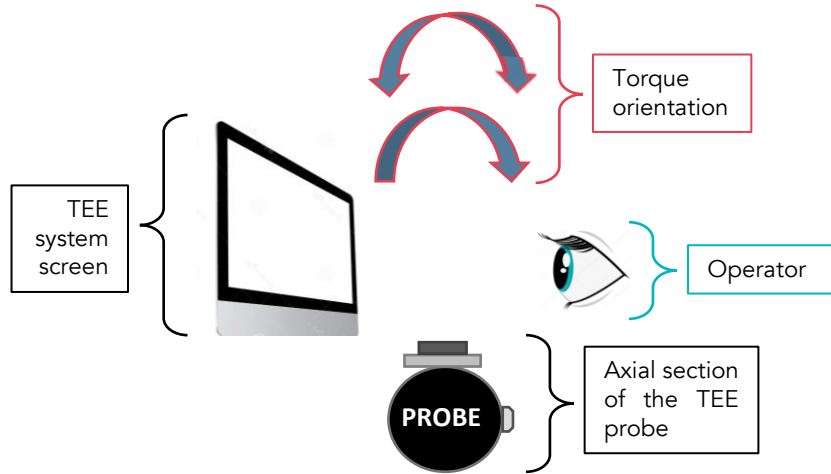 Torque
orientation
TEE
system
screen
Operator
PROBE
Axial section
of the TEE
probe